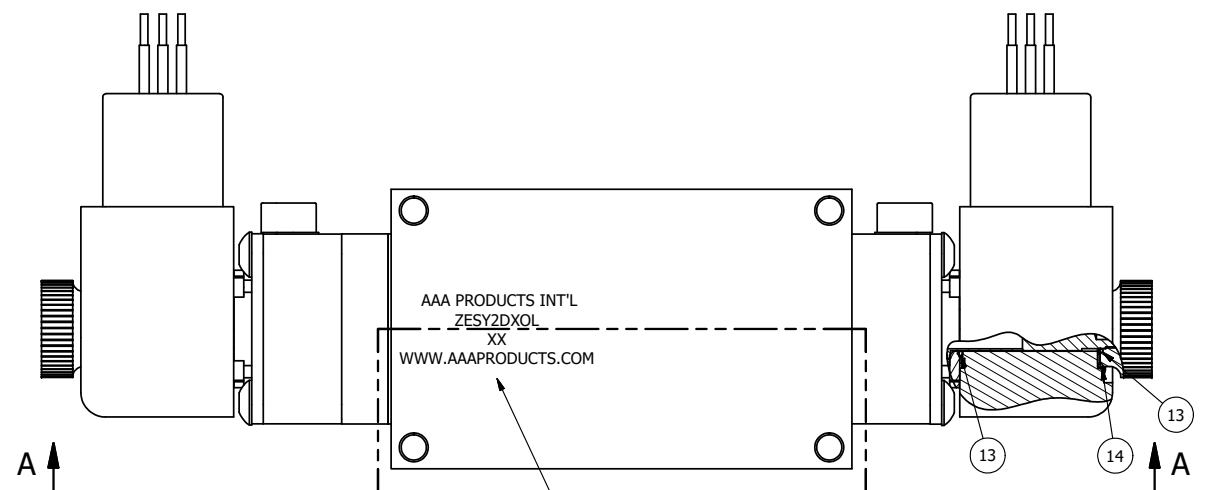 AAA PRODUCTS INT'L
ZESY2DXOL
XX
WWW.AAAPRODUCTS.COM
13
13
14
A
A